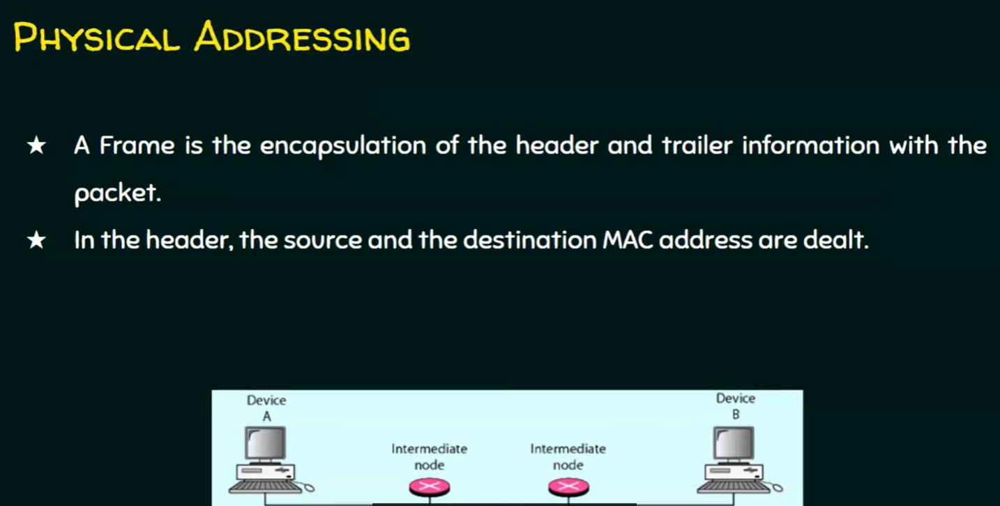 PHYSICAL ADDRESSING
★ A Frame is the encapsulation of the header and trailer information with the
packet.
★ In the header, the source and the destination MAC address are dealt.
Device
A
Device
B
Intermediate
node
Intermediate
node